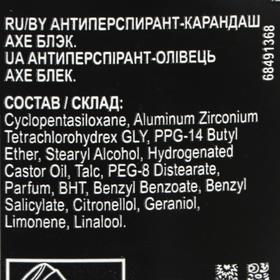 RU/BY АНТИПЕРСПИРАНТ-КАРАНДАШ
АХЕ БЛЭК.
UA АНТИПЕРСПІРАНТ-ОЛІВЕЦЬ
АХЕ БЛЕК.
СОСТАВ / СКЛАД:
Cyclopentasiloxane, Aluminum Zirconium
Tetrachlorohydrex GLY, PPG-14 Butyl
Ether, Stearyl Alcohol, Hydrogenated
Castor Oil, Talc, PEG-8 Distearate,
Parfum, BHT, Benzyl Benzoate, Benzyl
Salicylate, Citronellol, Geraniol,
Limonene, Linalool.
68491368